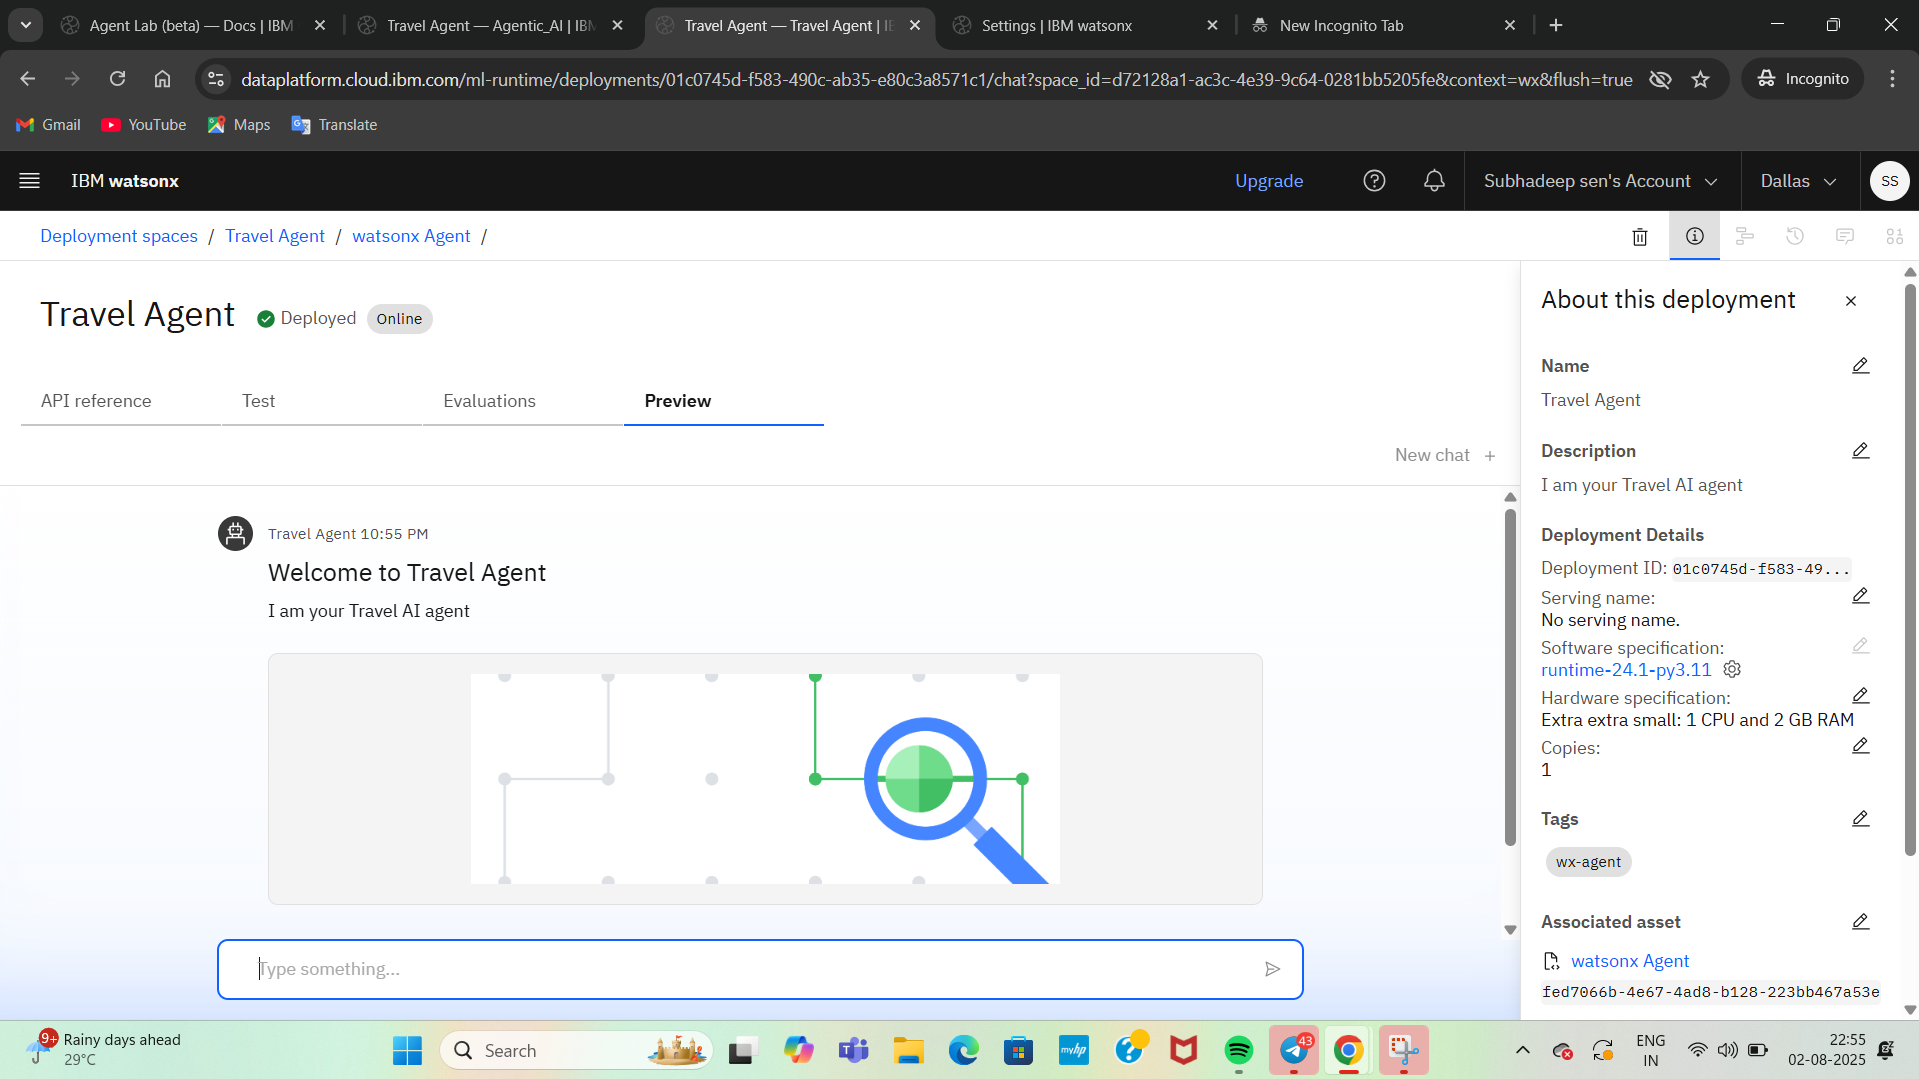 Agent Lab (beta) — Docs | IBM
Travel Agent — Agentic_AI | IBM
Travel Agent — Travel Agent | IB
Settings | IBM watsonx
New Incognito Tab
dataplatform.cloud.ibm.com/ml-runtime/deployments/01c0745d-f583-490c-ab35-e80c3a8571c1/chat?space_id=d72128a1-ac3c-4e39-9c64-0281bb5205fe&context=wx&flush=true
Incognito
Gmail
YouTube
Maps
Translate
IBM watsonx
Upgrade
Subhadeep sen's Account
Dallas
SS
Deployment spaces / Travel Agent / watsonx Agent /
Travel Agent
Deployed
Online
API reference
Test
Evaluations
Preview
New chat +
Travel Agent 10:55 PM
Welcome to Travel Agent
I am your Travel AI agent
Type something...
About this deployment
Name
Travel Agent
Description
I am your Travel AI agent
Deployment Details
Deployment ID: 01c0745d-f583-49...
Serving name:
No serving name.
Software specification:
runtime-24.1-py3.11
Hardware specification:
Extra extra small: 1 CPU and 2 GB RAM
Copies:
1
Tags
wx-agent
Associated asset
watsonx Agent
fed7066b-4e67-4ad8-b128-223bb467a53e
9+
Rainy days ahead
29°C
Search
myhp
43
ENG
IN
22:55
02-08-2025